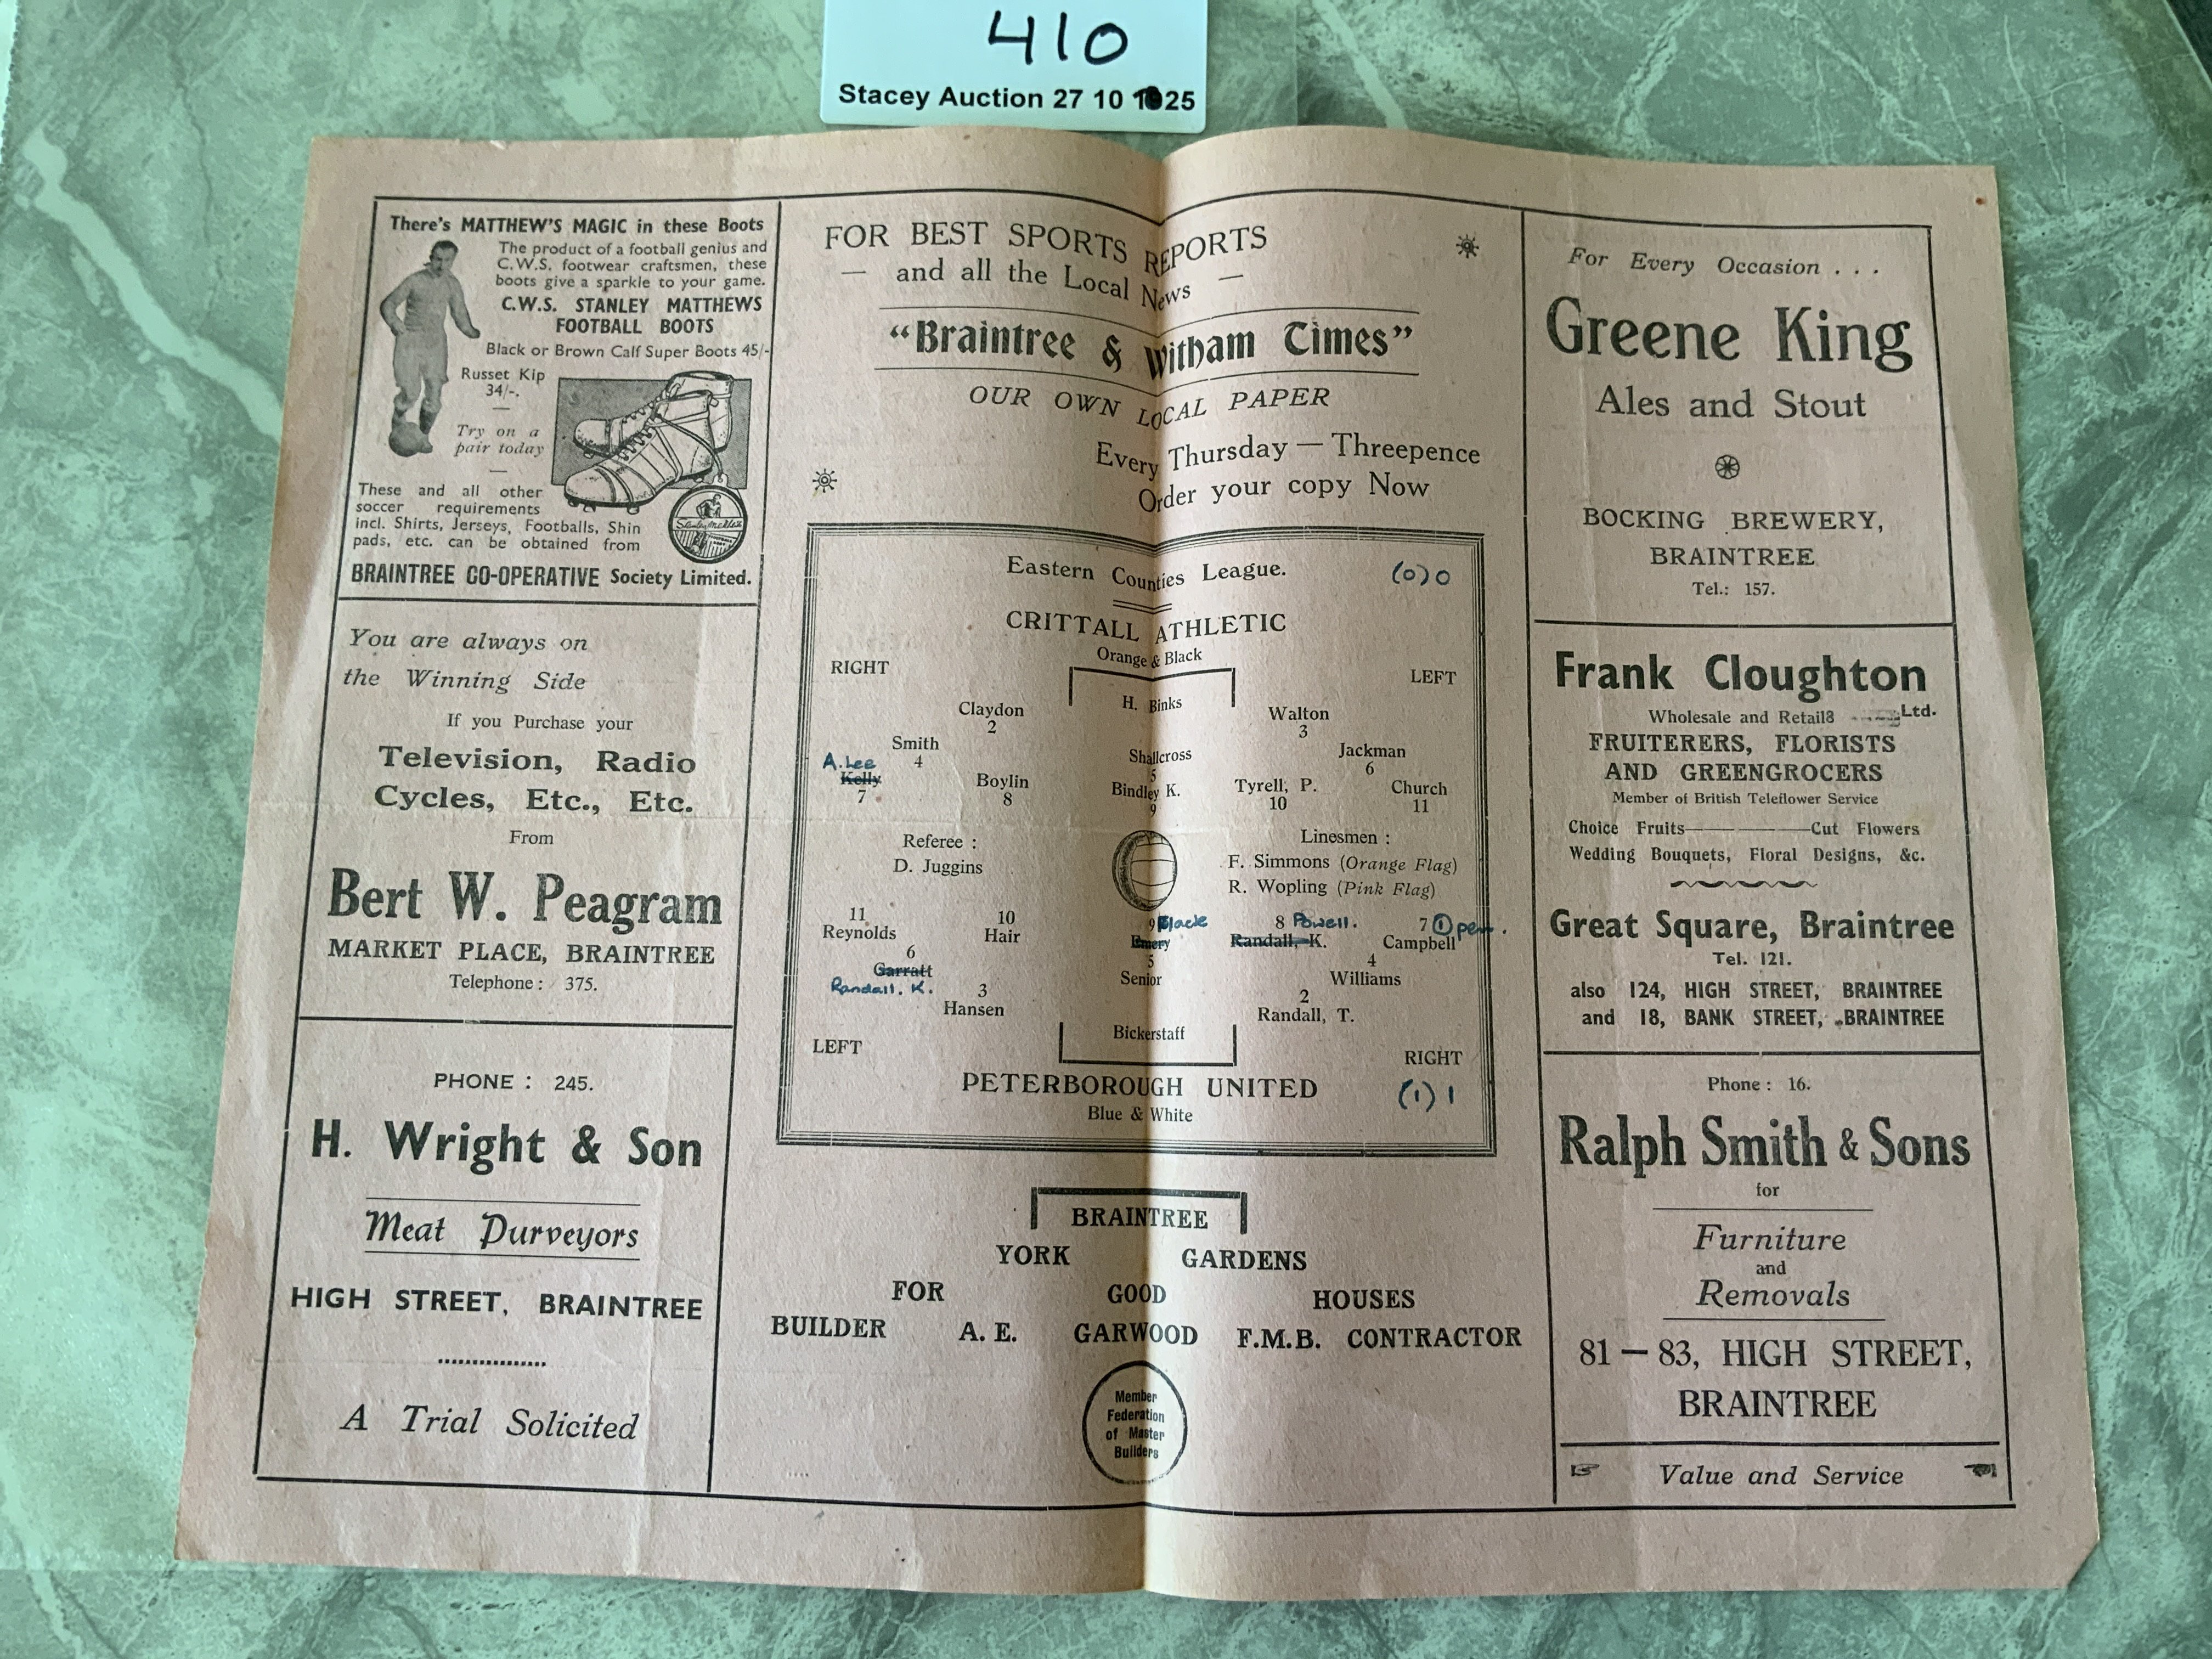 410
Stacey Auction 27 10 25
There's MATTHEW'S MAGIC in these Boots
The product of a football genius and
C.W.S. footwear craftsmen, these
boots give a sparkle to your game.
C.W.S. STANLEY MATTHEWS
FOOTBALL BOOTS
Black or Brown Calf Super Boots 45/-
Russet Kip
34/-.
Try on a
pair today
These and all other
soccer requirements
incl. Shirts, Jerseys, Footballs, Shin
pads, etc. can be obtained from
BRAINTREE CO-OPERATIVE Society Limited.
You are always on
the Winning Side
If you Purchase your
Television, Radio
Cycles, Etc., Etc.
From
Bert W. Peagram
MARKET PLACE, BRAINTREE
Telephone : 375.
PHONE : 245.
H. Wright & Son
Meat Purveyors
HIGH STREET, BRAINTREE
A Trial Solicited
FOR BEST SPORTS REPORTS
— and all the Local News —
"Braintree & Witham Times"
OUR OWN LOCAL PAPER
Every Thursday — Threepence
Order your copy Now
Eastern Counties League. (0) 0
CRITTALL ATHLETIC
Orange & Black
RIGHT LEFT
H. Binks
Claydon Walton
2 3
Smith Shallcross Jackman
4 5 6
A. Lee
Kelly Boylin Bindley K. Tyrell, P. Church
7 8 9 10 11
Referee : Linesmen :
D. Juggins F. Simmons (Orange Flag)
R. Wopling (Pink Flag)
11 10 9 Black 8 Powell. 7 ① pen.
Reynolds Hair Emery Randall, K. Campbell
6 5 4
Garratt Senior Williams
Randall. K.
3 2
Hansen Randall, T.
Bickerstaff
LEFT RIGHT
PETERBOROUGH UNITED (1) 1
Blue & White
BRAINTREE
YORK GARDENS
FOR GOOD HOUSES
BUILDER A. E. GARWOOD F.M.B. CONTRACTOR
Member
Federation
of Master
Builders
For Every Occasion . . .
Greene King
Ales and Stout
BOCKING BREWERY,
BRAINTREE
Tel.: 157.
Frank Cloughton
Wholesale and Retail8 Ltd.
FRUITERERS, FLORISTS
AND GREENGROCERS
Member of British Teleflower Service
Choice Fruits————Cut Flowers
Wedding Bouquets, Floral Designs, &c.
Great Square, Braintree
Tel. 121.
also 124, HIGH STREET, BRAINTREE
and 18, BANK STREET, BRAINTREE
Phone : 16.
Ralph Smith & Sons
for
Furniture
and
Removals
81 — 83, HIGH STREET,
BRAINTREE
Value and Service